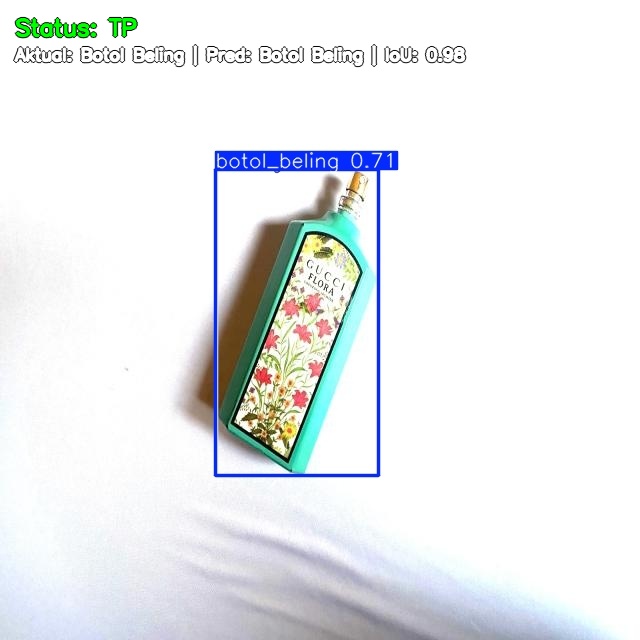 Status: TP
Aktual: Botol Beling | Pred: Botol Beling | IoU: 0.98
botol_beling 0.71
GUCCI
FLORA